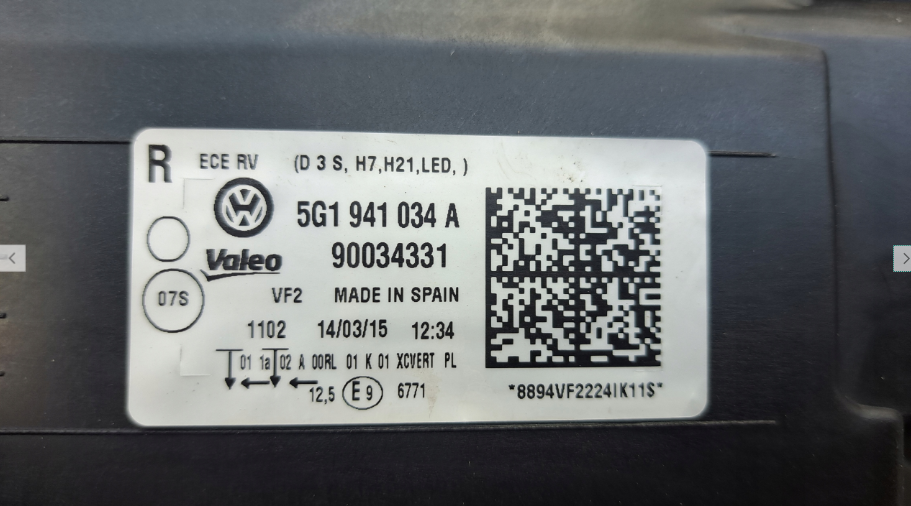 R ECE RV (D 3 S, H7,H21,LED, )
5G1 941 034 A
Valeo 90034331
07S
VF2 MADE IN SPAIN
1102 14/03/15 12:34
01 1a 02 A 00RL 01 K 01 XCVERT PL
12,5 E9 6771
*8894VF2224IK11S*